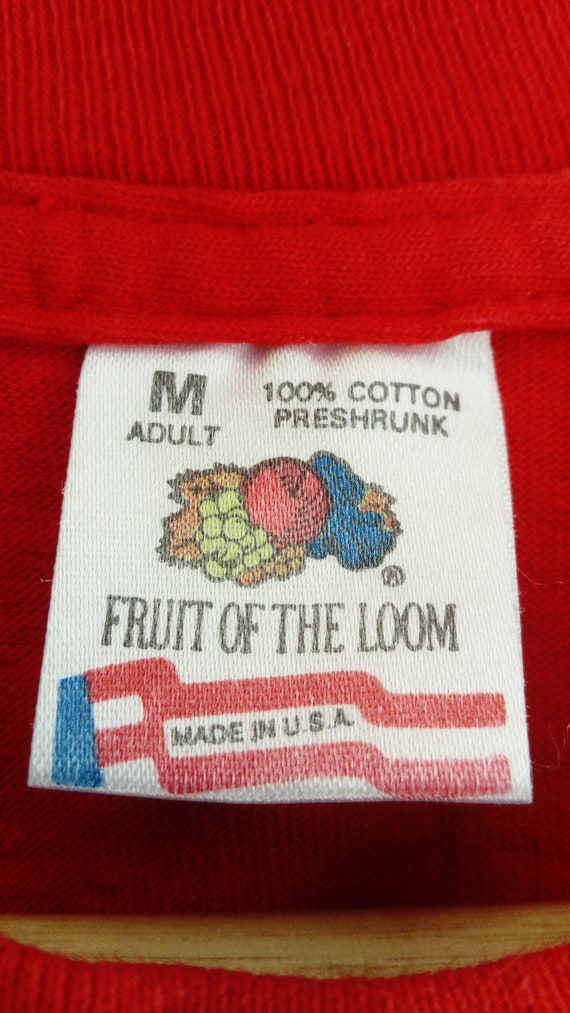 M
ADULT
100% COTTON
PRESHRUNK
®
FRUIT OF THE LOOM
MADE IN U.S.A.